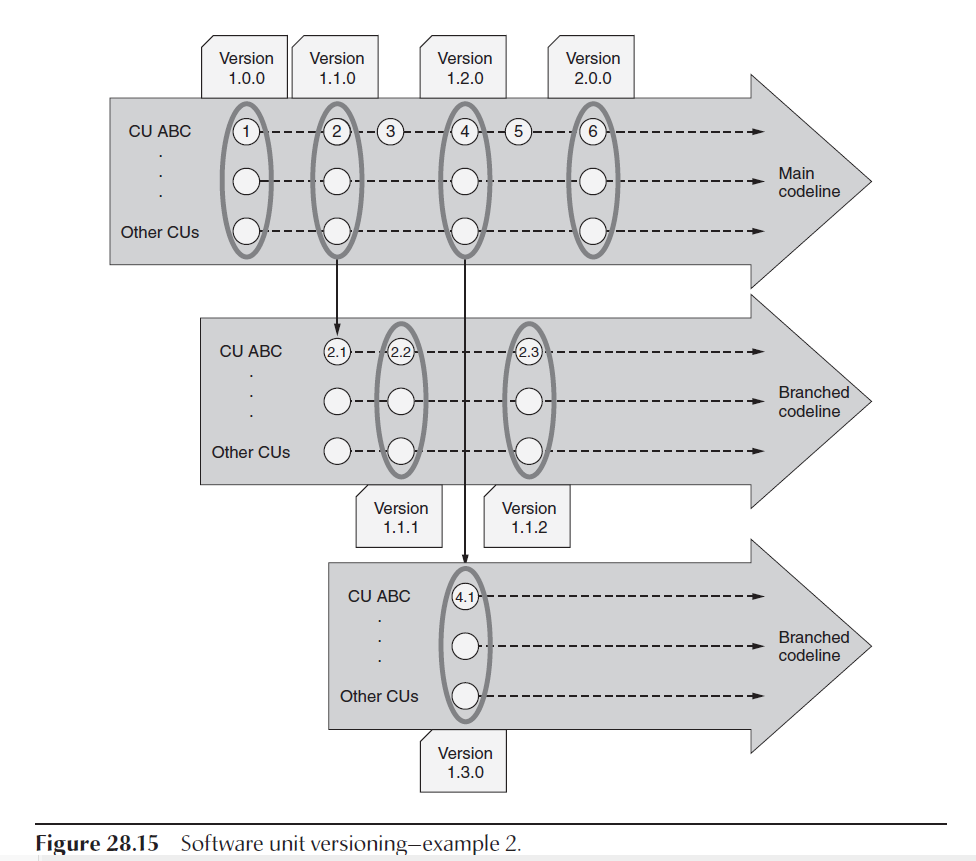 Version
1.0.0
Version
1.1.0
Version
1.2.0
Version
2.0.0
CU ABC
1
2
3
4
5
6
.
.
.
Main
codeline
Other CUs
CU ABC
2.1
2.2
2.3
.
.
.
Branched
codeline
Other CUs
Version
1.1.1
Version
1.1.2
CU ABC
4.1
.
.
.
Branched
codeline
Other CUs
Version
1.3.0
Figure 28.15 Software unit versioning—example 2.